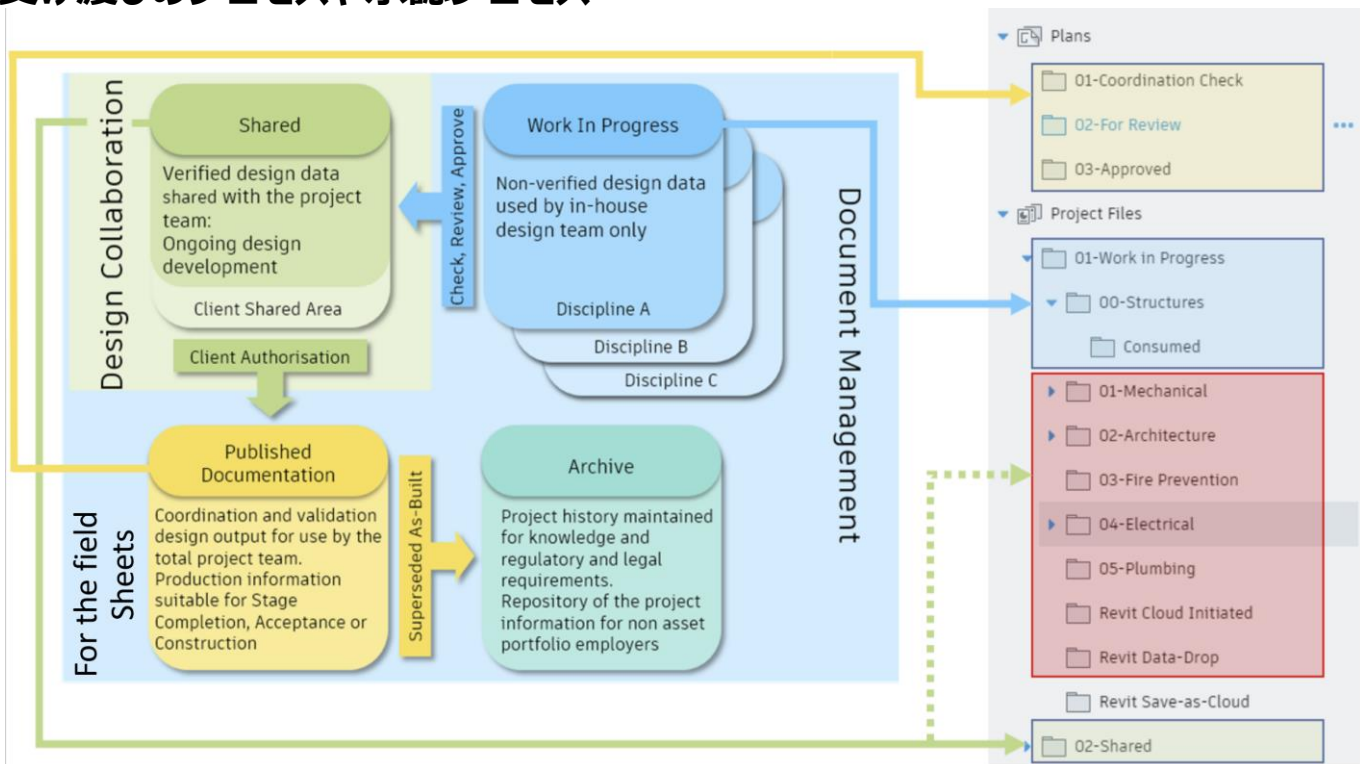 Design Collaboration
Shared
Verified design data
shared with the project
team:
Ongoing design
development
Client Shared Area
Client Authorisation
Check, Review, Approve
Work In Progress
Non-verified design data
used by in-house
design team only
Discipline A
Discipline B
Discipline C
Document Management
For the field
Sheets
Published
Documentation
Coordination and validation
design output for use by the
total project team.
Production information
suitable for Stage
Completion, Acceptance or
Construction
Superseded As-Built
Archive
Project history maintained
for knowledge and
regulatory and legal
requirements.
Repository of the project
information for non asset
portfolio employers
Plans
01-Coordination Check
02-For Review
03-Approved
Project Files
01-Work in Progress
00-Structures
Consumed
01-Mechanical
02-Architecture
03-Fire Prevention
04-Electrical
05-Plumbing
Revit Cloud Initiated
Revit Data-Drop
Revit Save-as-Cloud
02-Shared